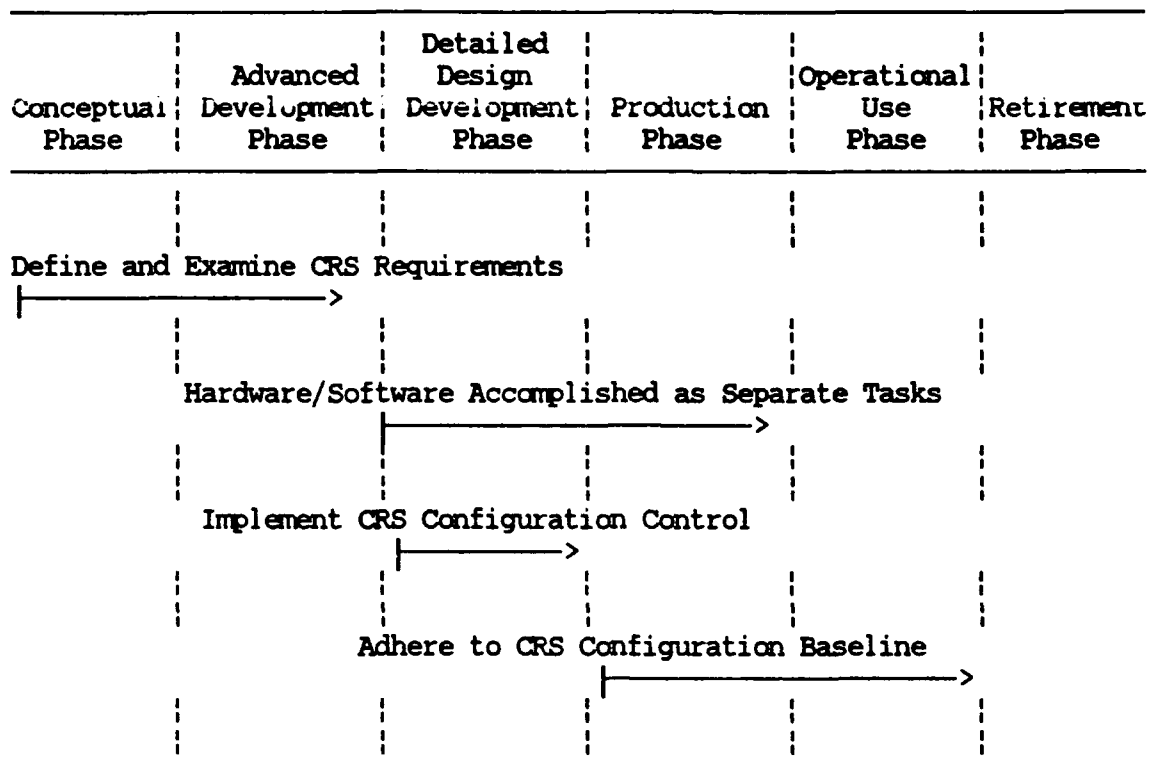 Conceptual Phase
Advanced Development Phase
Detailed Design Development Phase
Production Phase
Operational Use Phase
Retirement Phase
Define and Examine CRS Requirements
Hardware/Software Accomplished as Separate Tasks
Implement CRS Configuration Control
Adhere to CRS Configuration Baseline